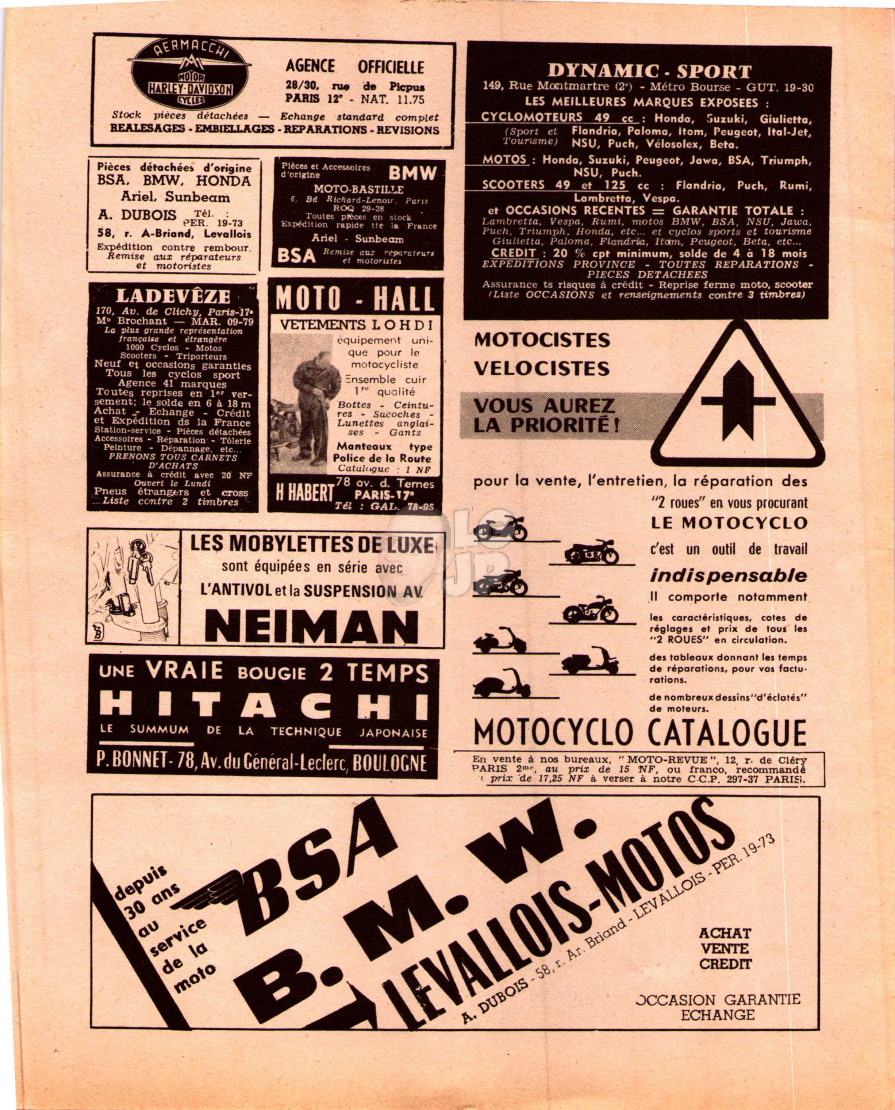 AERMACCHI
MOTOR
HARLEY-DAVIDSON
CYCLES
AGENCE OFFICIELLE
28/30, rue de Picpus
PARIS 12e - NAT. 11.75
Stock pièces détachées — Echange standard complet
REALESAGES - EMBIELLAGES - REPARATIONS - REVISIONS
Pièces détachées d'origine
BSA, BMW, HONDA
Ariel, Sunbeam
A. DUBOIS Tél. :
PER. 19-73
58, r. A-Briand, Levallois
Expédition contre rembour.
Remise aux réparateurs
et motoristes
Pièces et Accessoires
d'origine
BMW
MOTO-BASTILLE
6, Bd Richard-Lenoir, Paris
ROQ 29-28
Toutes pièces en stock
Expédition rapide tte la France
Ariel - Sunbeam
BSA Remise aux réparateurs
et motoristes
LADEVÊZE
170, Av. de Clichy, Paris-17e
Mo Brochant — MAR. 09-79
La plus grande représentation
française et étrangère
1000 Cyclos - Motos
Scooters - Triporteurs
Neuf et occasions garanties
Tous les cyclos sport
Agence 41 marques
Toutes reprises en 1er ver-
sement; le solde en 6 à 18 m
Achat - Echange - Crédit
et Expédition ds la France
Station-service - Pièces détachées
Accessoires - Réparation - Tôlerie
Peinture - Dépannage, etc...
PRENONS TOUS CARNETS
D'ACHATS
Assurance à crédit avec 20 NF
Ouvert le Lundi
Pneus étrangers et cross
Liste contre 2 timbres
MOTO - HALL
VETEMENTS LOHDI
équipement uni-
que pour le
motocycliste
Ensemble cuir
1re qualité
Bottes - Ceintu-
res - Sacoches -
Lunettes anglai-
ses - Gants
Manteaux type
Police de la Route
Catalogue : 1 NF
H HABERT 78 av. d. Ternes
PARIS-17e
Tél : GAL. 78-95
LES MOBYLETTES DE LUXE
sont équipées en série avec
L'ANTIVOL et la SUSPENSION AV.
NEIMAN
UNE VRAIE BOUGIE 2 TEMPS
HITACHI
LE SUMMUM DE LA TECHNIQUE JAPONAISE
P. BONNET - 78, Av. du Général-Leclerc, BOULOGNE
DYNAMIC - SPORT
149, Rue Montmartre (2e) - Métro Bourse - GUT. 19-30
LES MEILLEURES MARQUES EXPOSEES :
CYCLOMOTEURS 49 cc : Honda, Suzuki, Giulietta,
(Sport et Flandria, Paloma, Itom, Peugeot, Ital-Jet,
Tourisme) NSU, Puch, Vélosolex, Beta.
MOTOS : Honda, Suzuki, Peugeot, Jawa, BSA, Triumph,
NSU, Puch.
SCOOTERS 49 et 125 cc : Flandria, Puch, Rumi,
Lambretta, Vespa.
et OCCASIONS RECENTES = GARANTIE TOTALE :
Lambretta, Vespa, Rumi, motos BMW, BSA, NSU, Java,
Puch, Triumph, Honda, etc... et cyclos sports et tourisme
Giulietta, Paloma, Flandria, Itom, Peugeot, Beta, etc...
CREDIT : 20 % cpt minimum, solde de 4 à 18 mois
EXPEDITIONS PROVINCE - TOUTES REPARATIONS -
PIECES DETACHEES
Assurance ts risques à crédit - Reprise ferme moto, scooter
(Liste OCCASIONS et renseignements contre 3 timbres)
MOTOCISTES
VELOCISTES
VOUS AUREZ
LA PRIORITÉ !
pour la vente, l'entretien, la réparation des
"2 roues" en vous procurant
LE MOTOCYCLO
c'est un outil de travail
indispensable
Il comporte notamment
les caractéristiques, cotes de
réglages et prix de tous les
"2 ROUES" en circulation.
des tableaux donnant les temps
de réparations, pour vos factu-
rations.
de nombreux dessins "d'éclatés"
de moteurs.
MOTOCYCLO CATALOGUE
En vente à nos bureaux, "MOTO-REVUE", 12, r. de Cléry
PARIS 2me, au prix de 15 NF, ou franco, recommandé
prix de 17,25 NF à verser à notre C.C.P. 297-37 PARIS.
depuis
30 ans
au
service
de la
moto
BSA
B.M.W.
LEVALLOIS-MOTOS
A. DUBOIS - 58, r. Ar. Briand - LEVALLOIS - PER. 19-73
ACHAT
VENTE
CREDIT
OCCASION GARANTIE
ECHANGE